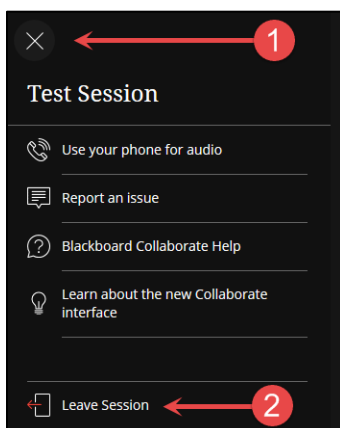 1
Test Session
Use your phone for audio
Report an issue
Blackboard Collaborate Help
Learn about the new Collaborate
interface
Leave Session
2